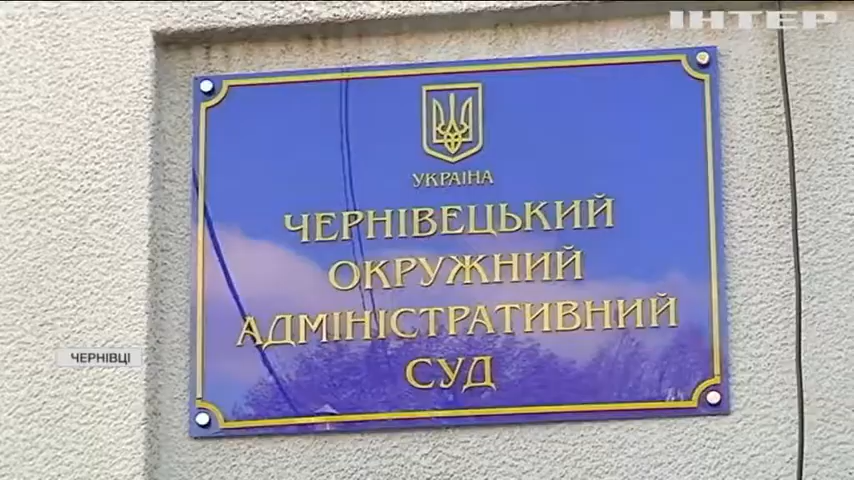 ІНТЕР
УКРАЇНА
ЧЕРНІВЕЦЬКИЙ
ОКРУЖНИЙ
АДМІНІСТРАТИВНИЙ
СУД
ЧЕРНІВЦІ